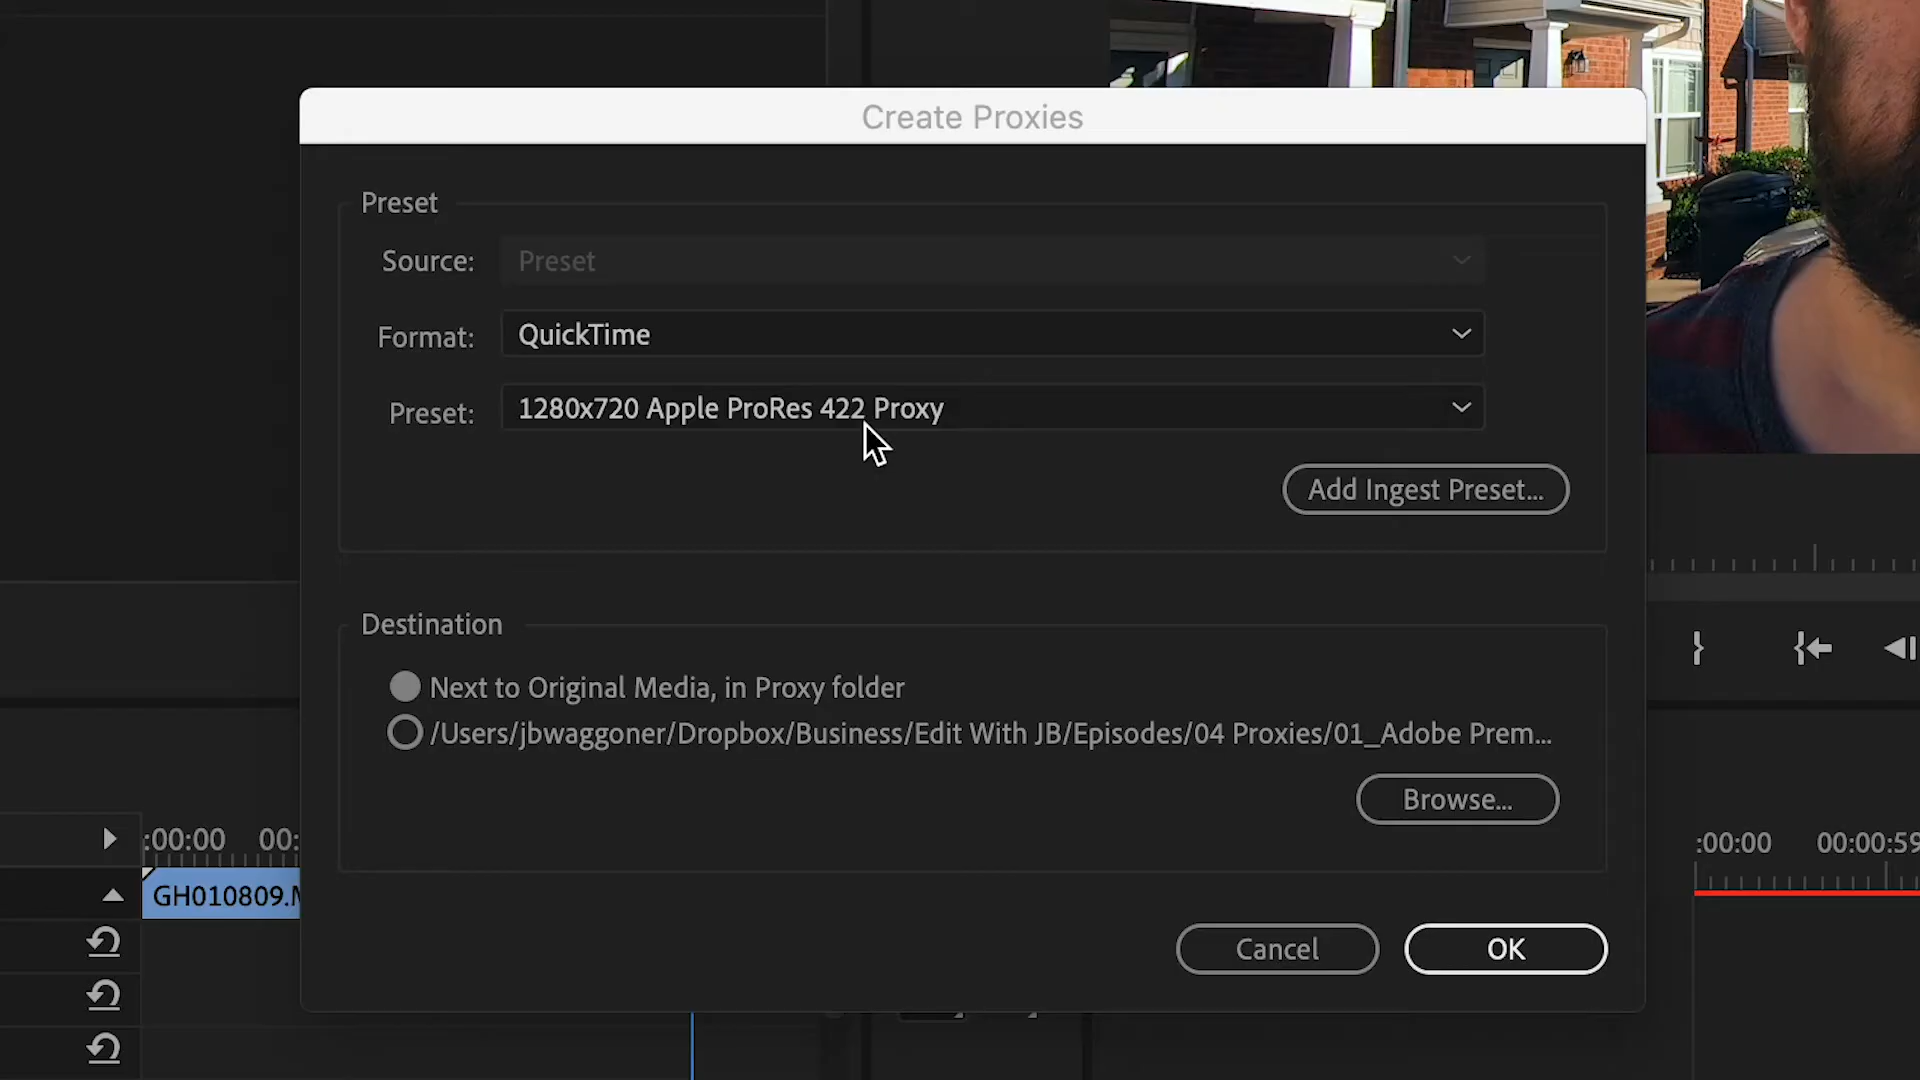 Create Proxies
Preset
Source: Preset
Format: QuickTime
Preset: 1280x720 Apple ProRes 422 Proxy
Add Ingest Preset...
Destination
Next to Original Media, in Proxy folder
/Users/jbwaggoner/Dropbox/Business/Edit With JB/Episodes/04 Proxies/01_Adobe Prem...
Browse...
:00:00 00: :00:00 00:00:59
GH010809.M
Cancel OK